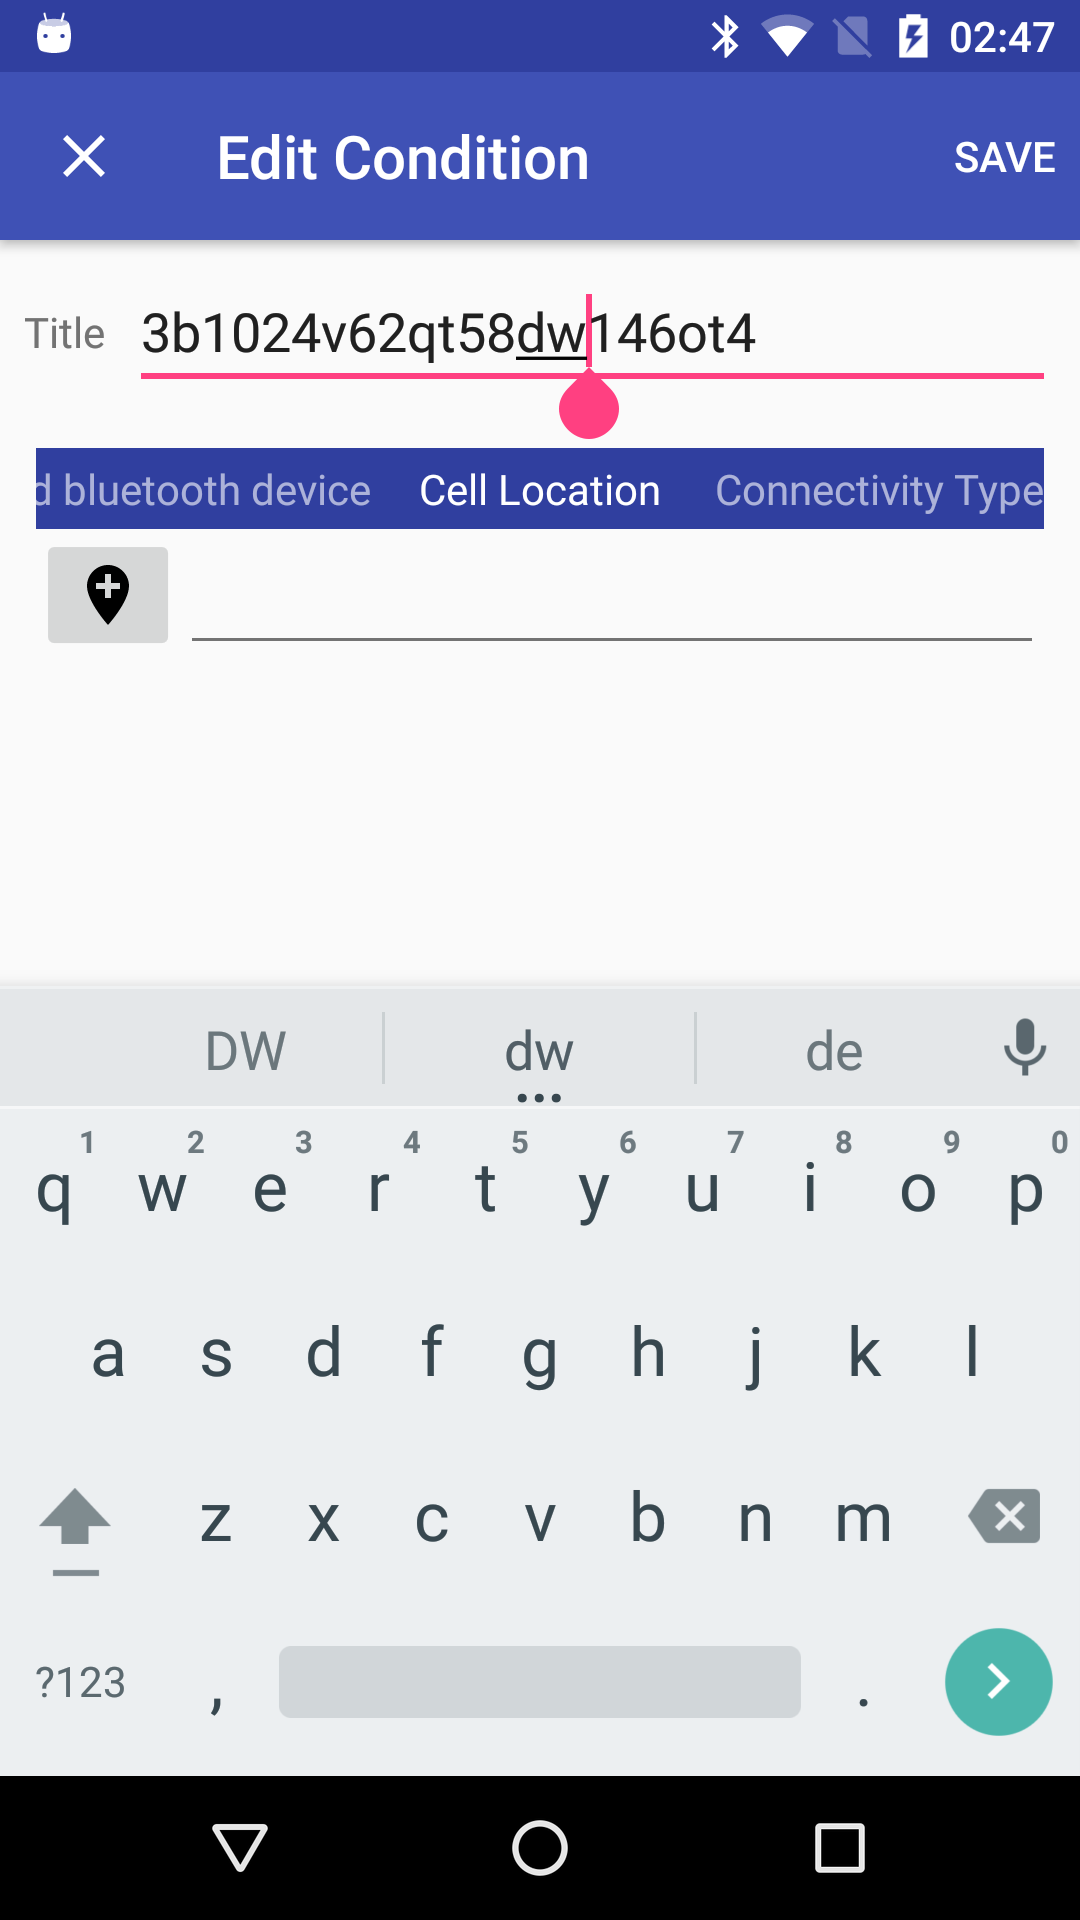 02:47
Edit Condition SAVE
Title 3b1024v62qt58dw146ot4
d bluetooth device Cell Location Connectivity Type
DW dw de
1 2 3 4 5 6 7 8 9 0
q w e r t y u i o p
a s d f g h j k l
z x c v b n m
?123 , .